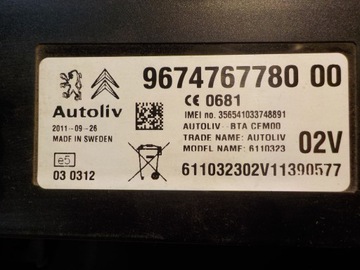 9674767780 00
CE 0681
IMEI no: 356541033748891
Autoliv
AUTOLIV - BTA CFM00
2011-09-26
TRADE NAME: AUTOLIV
MADE IN SWEDEN
MODEL NAME: 6110323
02V
e5
03 0312
611032302V11390577